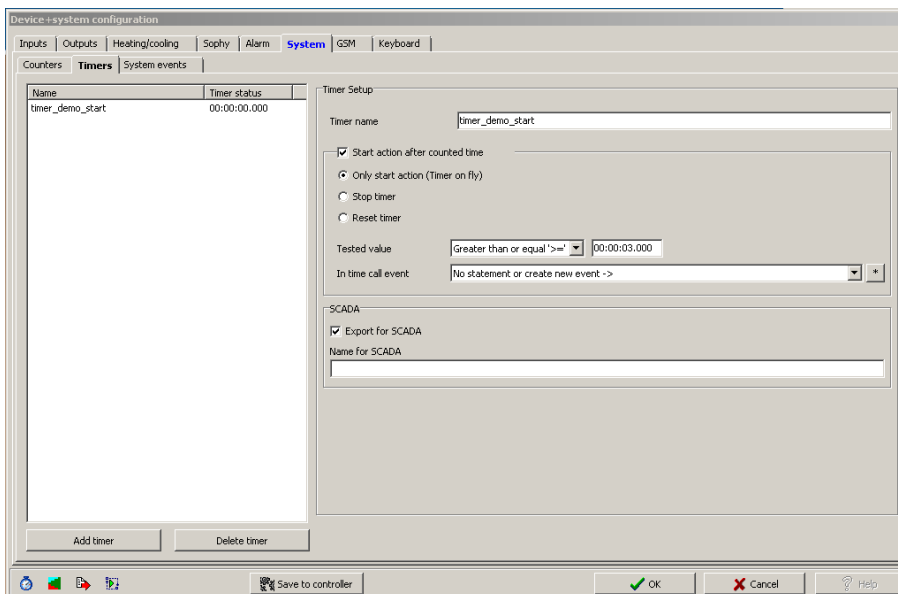 Device+system configuration
Inputs Outputs Heating/cooling Sophy Alarm System GSM Keyboard
Counters Timers System events
Name Timer status
timer_demo_start 00:00:00.000
Timer Setup
Timer name timer_demo_start
Start action after counted time
Only start action (Timer on fly)
Stop timer
Reset timer
Tested value Greater than or equal '>=' 00:00:03.000
In time call event No statement or create new event -> *
SCADA
Export for SCADA
Name for SCADA
Add timer Delete timer
Save to controller OK Cancel Help